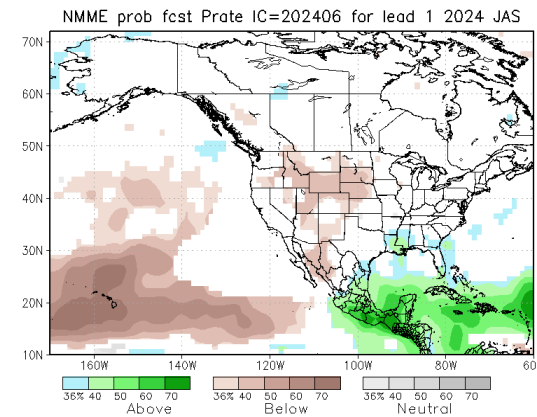 NMME prob fcst Prate IC=202406 for lead 1 2024 JAS
70N
60N
50N
40N
30N
20N
10N
160W 140W 120W 100W 80W 60
36% 40 50 60 70 36% 40 50 60 70 36% 40 50 60 70
Above Below Neutral